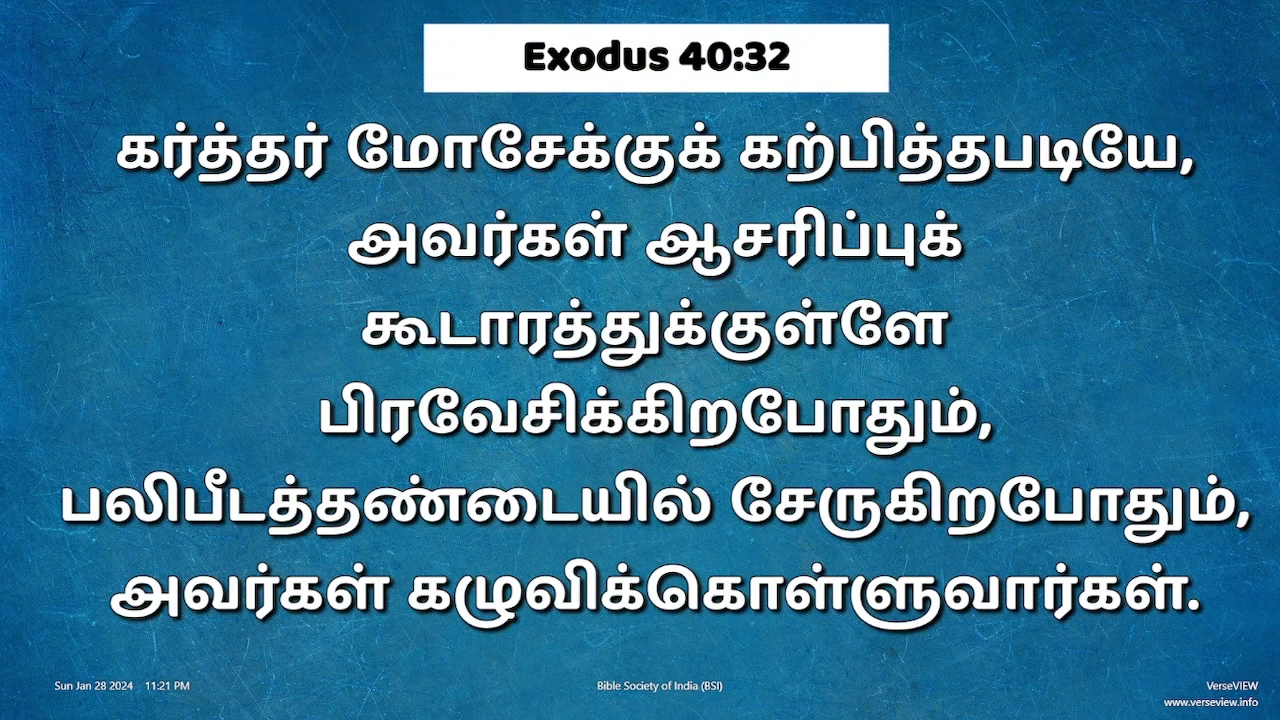 Exodus 40:32
கர்த்தர் மோசேக்குக் கற்பித்தபடியே,
அவர்கள் ஆசரிப்புக்
கூடாரத்துக்குள்ளே
பிரவேசிக்கிறபோதும்,
பலிபீடத்தண்டையில் சேருகிறபோதும்,
அவர்கள் கழுவிக்கொள்ளுவார்கள்.
Sun Jan 28 2024 11:21 PM
Bible Society of India (BSI)
VerseVIEW
www.verseview.info